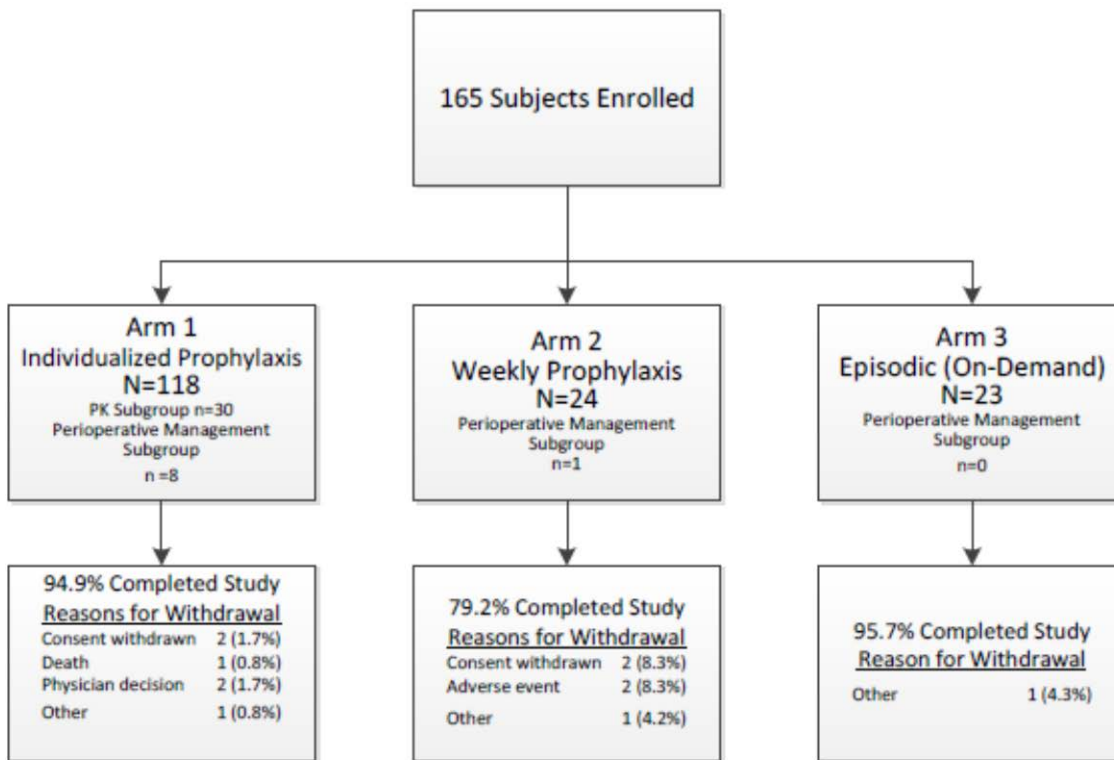 165 Subjects Enrolled
Arm 1
Individualized Prophylaxis
N=118
PK Subgroup n=30
Perioperative Management
Subgroup
n =8
Arm 2
Weekly Prophylaxis
N=24
Perioperative Management
Subgroup
n=1
Arm 3
Episodic (On-Demand)
N=23
Perioperative Management
Subgroup
n=0
94.9% Completed Study
Reasons for Withdrawal
Consent withdrawn 2 (1.7%)
Death 1 (0.8%)
Physician decision 2 (1.7%)
Other 1 (0.8%)
79.2% Completed Study
Reasons for Withdrawal
Consent withdrawn 2 (8.3%)
Adverse event 2 (8.3%)
Other 1 (4.2%)
95.7% Completed Study
Reason for Withdrawal
Other 1 (4.3%)